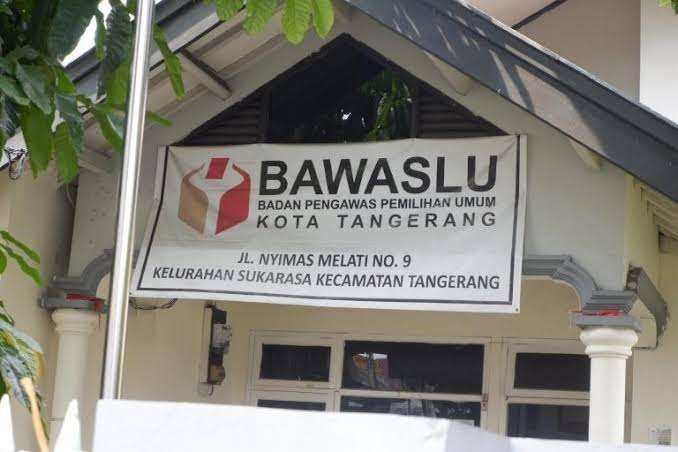 BAWASLU
BADAN PENGAWAS PEMILIHAN UMUM
KOTA TANGERANG
JL. NYIMAS MELATI NO. 9
KELURAHAN SUKARASA KECAMATAN TANGERANG